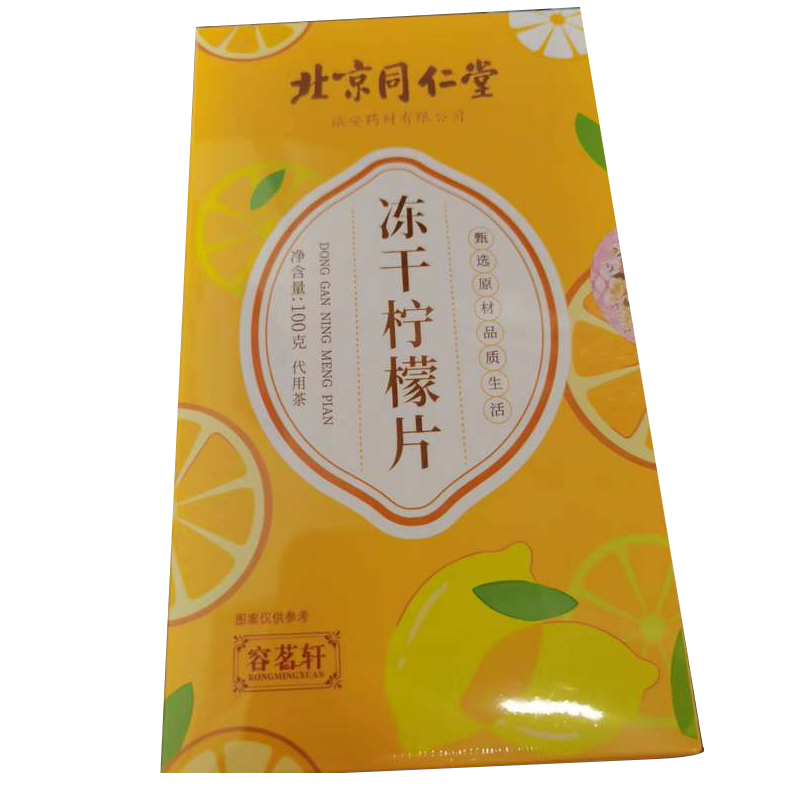 北京同仁堂
药材有限公司
冻干柠檬片
DONG GAN NING MENG PIAN
净含量:100克 代用茶
甄选原材品质生活
图案仅供参考
容茗轩
RONGMINGXUAN